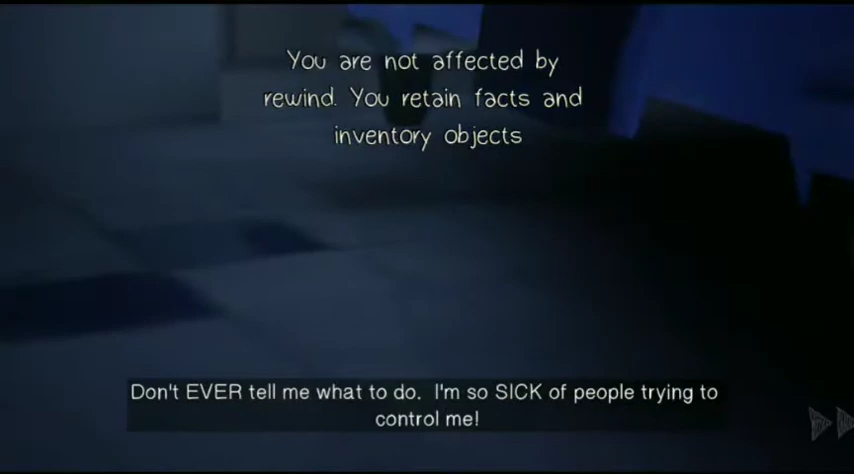 You are not affected by
rewind. You retain facts and
inventory objects
Don't EVER tell me what to do.  I'm so SICK of people trying to
control me!